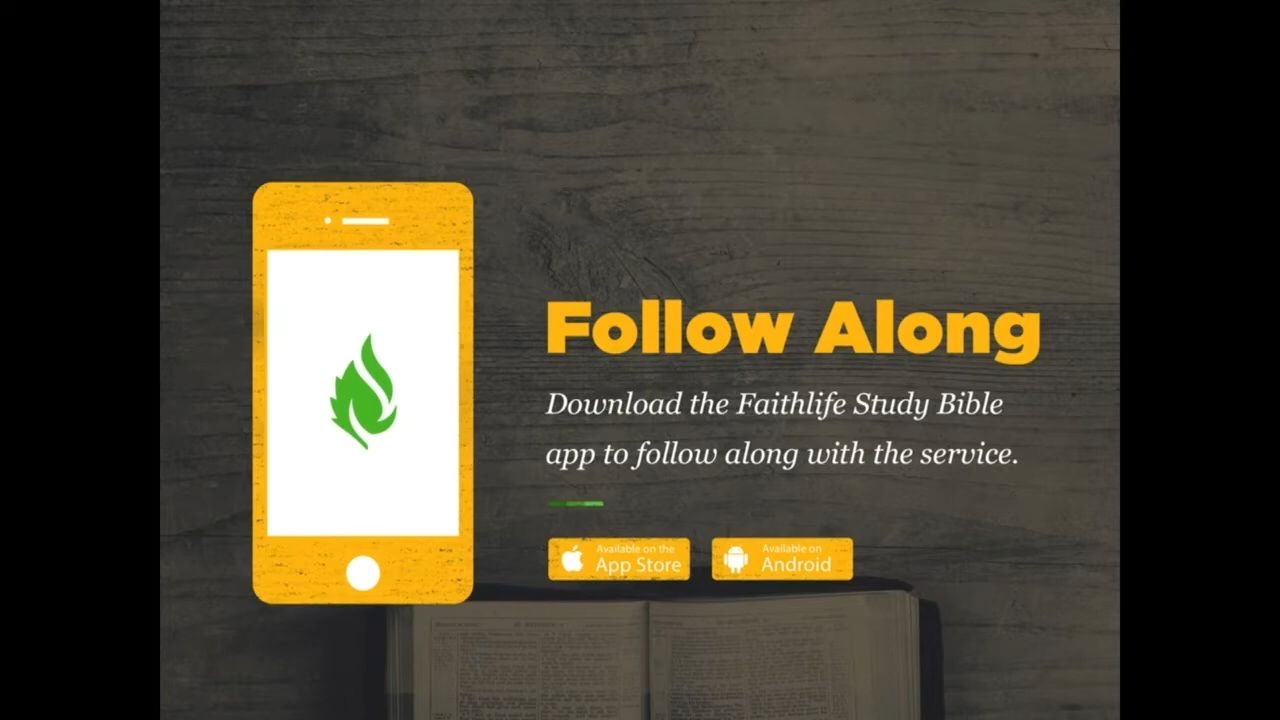 Follow Along
Download the Faithlife Study Bible
app to follow along with the service.
Available on the
App Store
Available on
Android